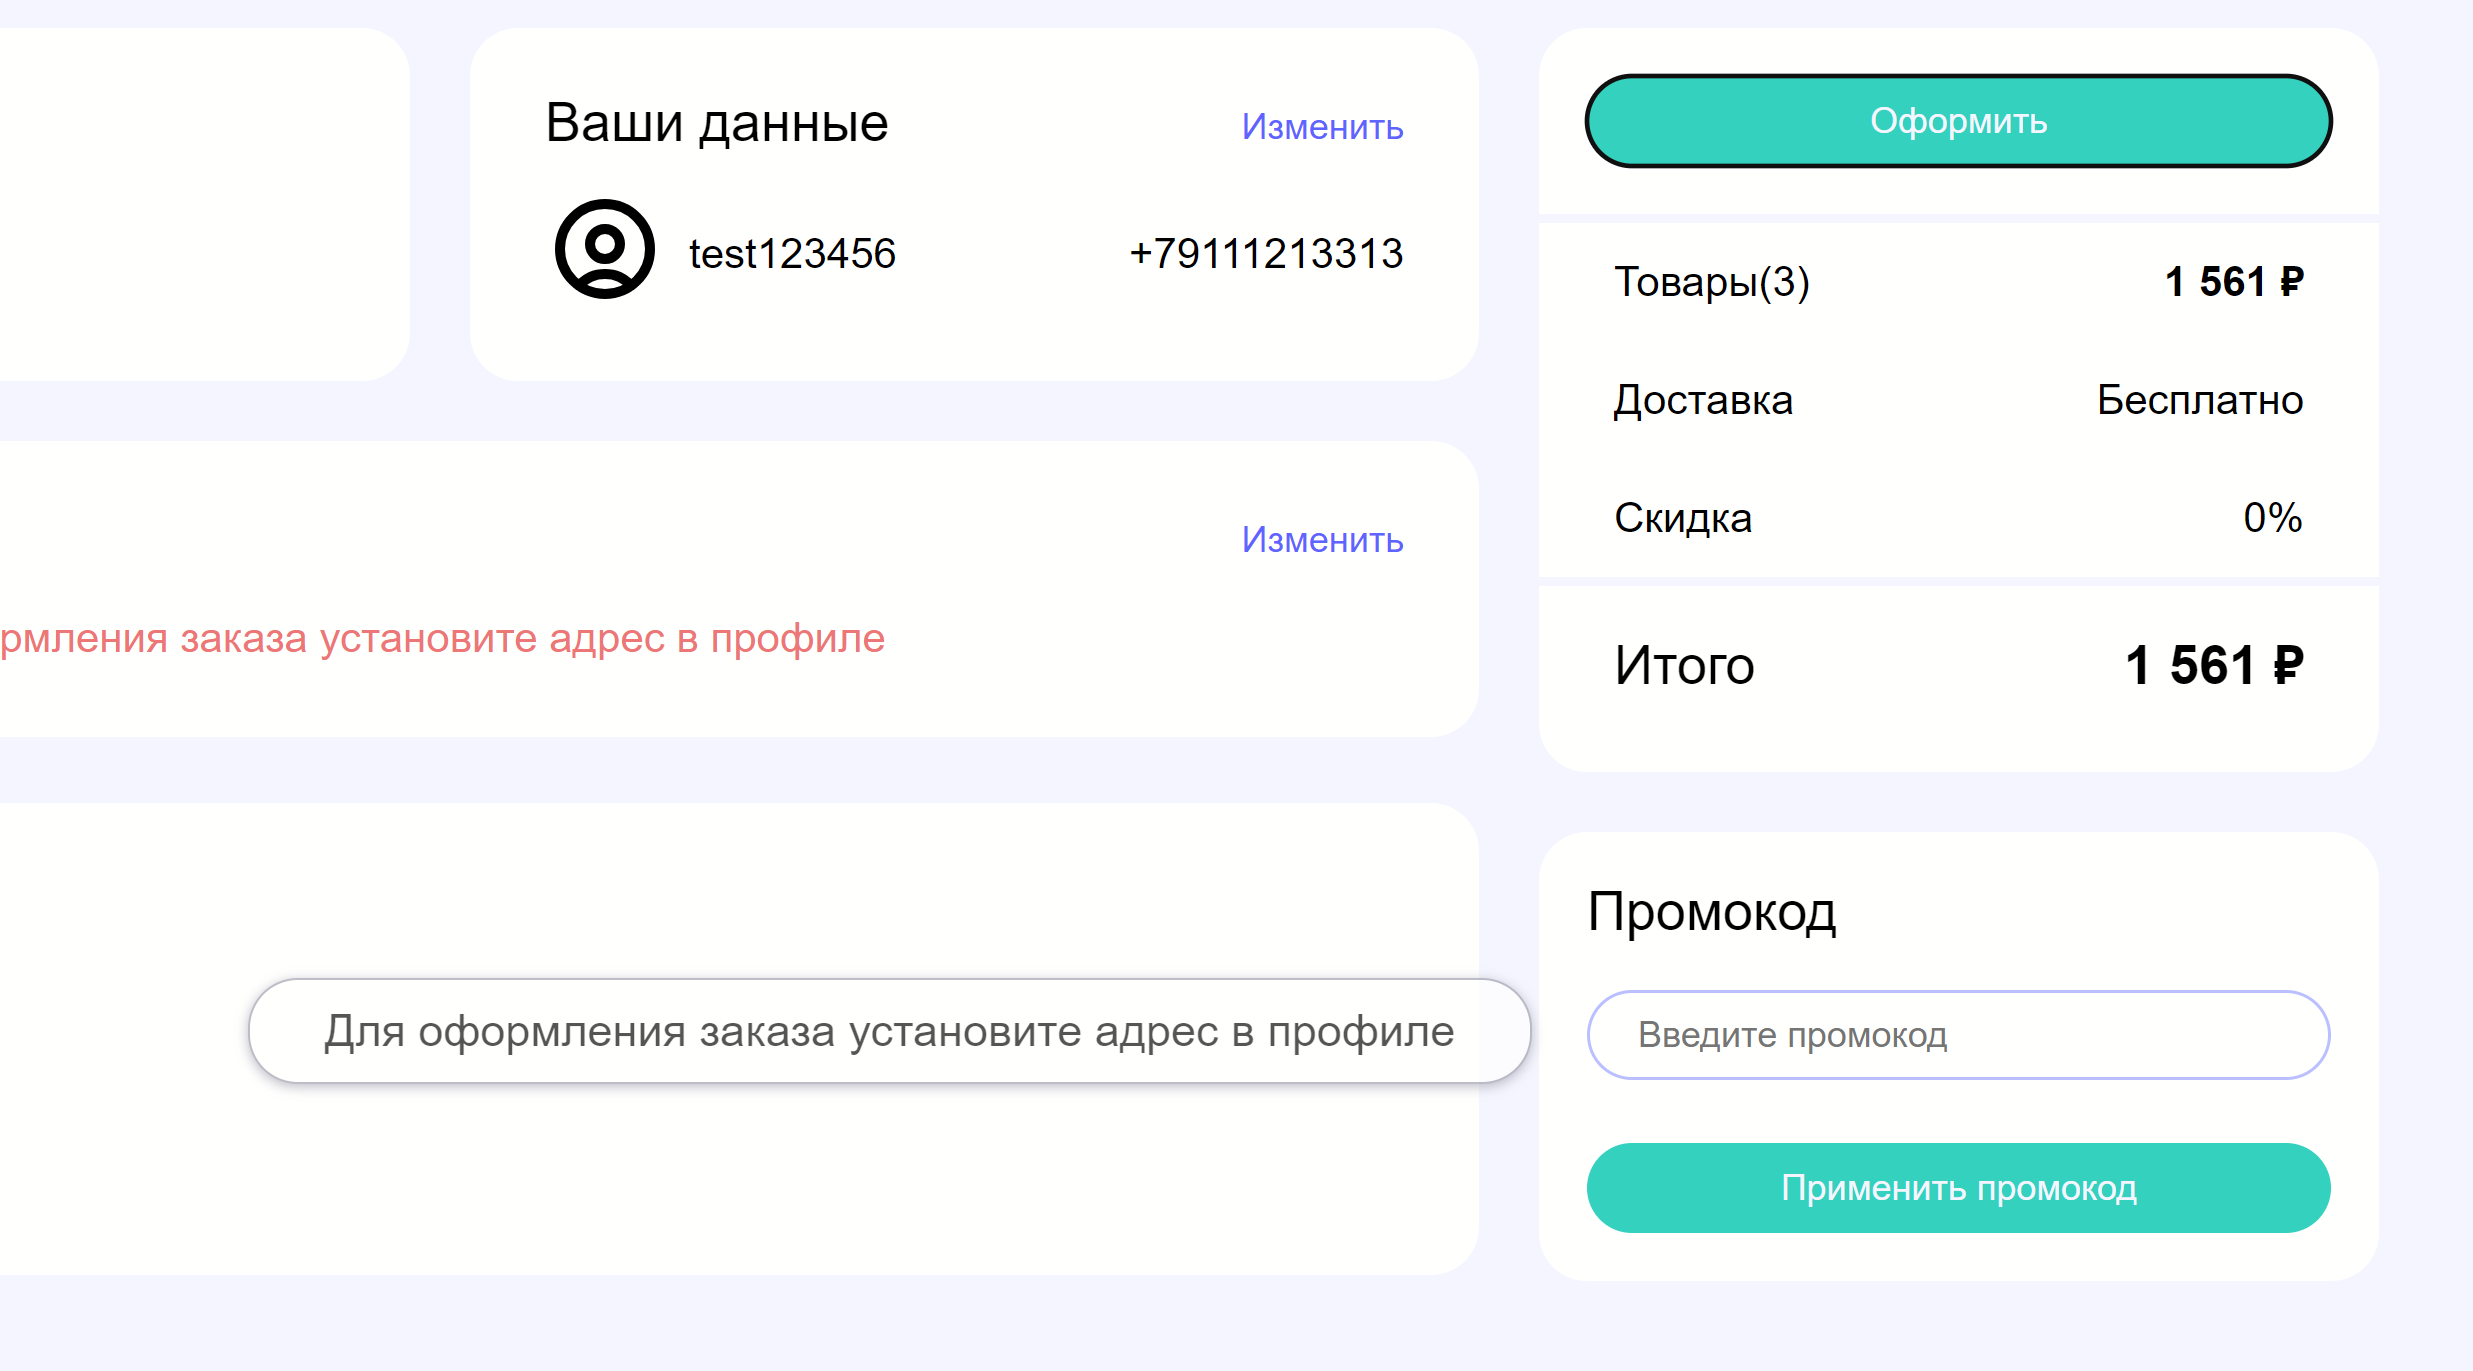 Ваши данные
Изменить
test123456
+79111213313
Изменить
рмления заказа установите адрес в профиле
Для оформления заказа установите адрес в профиле
Оформить
Товары(3)
1 561 ₽
Доставка
Бесплатно
Скидка
0%
Итого
1 561 ₽
Промокод
Введите промокод
Применить промокод